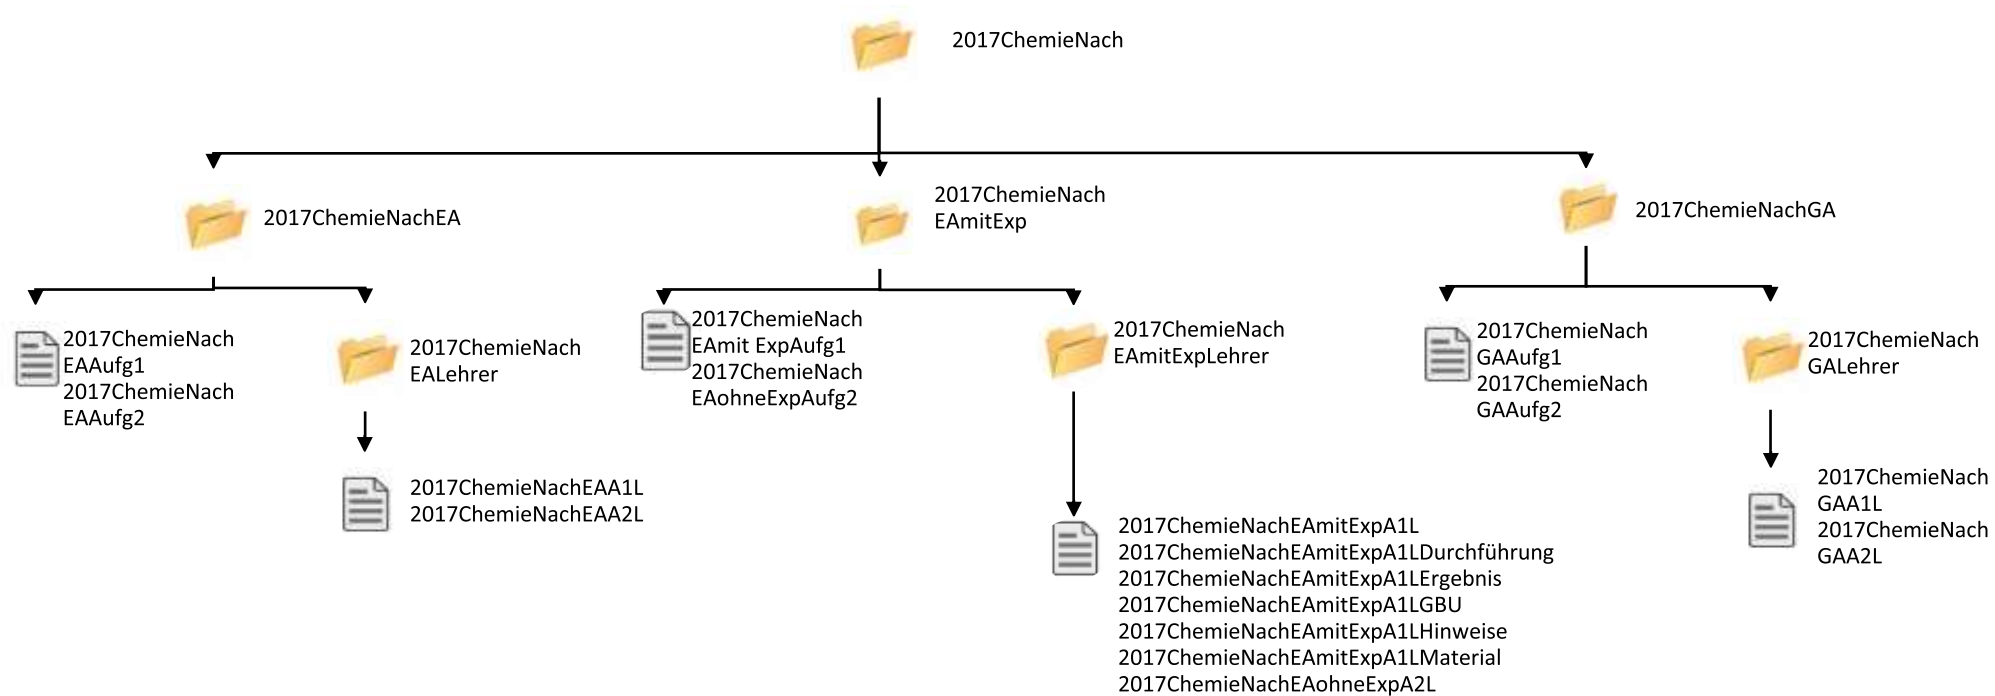 2017ChemieNach
2017ChemieNachEA
2017ChemieNach
EAmitExp
2017ChemieNachGA
2017ChemieNach
EAAufg1
2017ChemieNach
EAAufg2
2017ChemieNach
EALehrer
2017ChemieNachEAA1L
2017ChemieNachEAA2L
2017ChemieNach
EAmit ExpAufg1
2017ChemieNach
EAohneExpAufg2
2017ChemieNach
EAmitExpLehrer
2017ChemieNachEAmitExpA1L
2017ChemieNachEAmitExpA1LDurchführung
2017ChemieNachEAmitExpA1LErgebnis
2017ChemieNachEAmitExpA1LGBU
2017ChemieNachEAmitExpA1LHinweise
2017ChemieNachEAmitExpA1LMaterial
2017ChemieNachEAohneExpA2L
2017ChemieNach
GAAufg1
2017ChemieNach
GAAufg2
2017ChemieNach
GALehrer
2017ChemieNach
GAA1L
2017ChemieNach
GAA2L